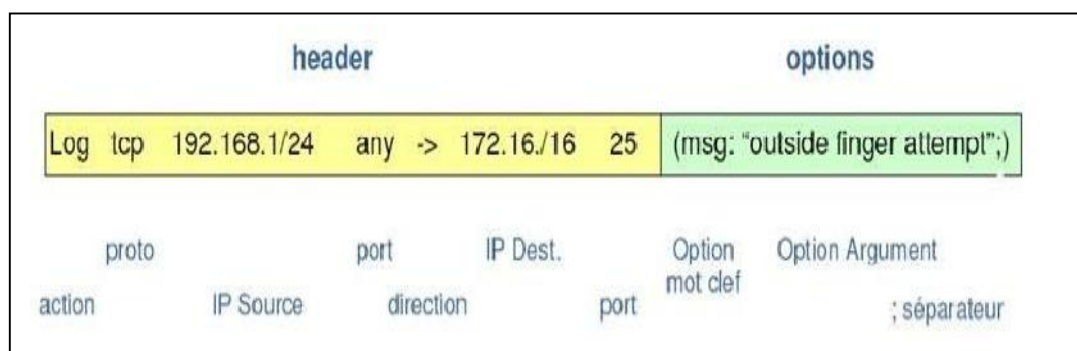 header options
Log tcp 192.168.1/24 any -> 172.16./16 25 (msg: "outside finger attempt";)
proto port IP Dest. Option Option Argument
mot clef
action IP Source direction port ; séparateur